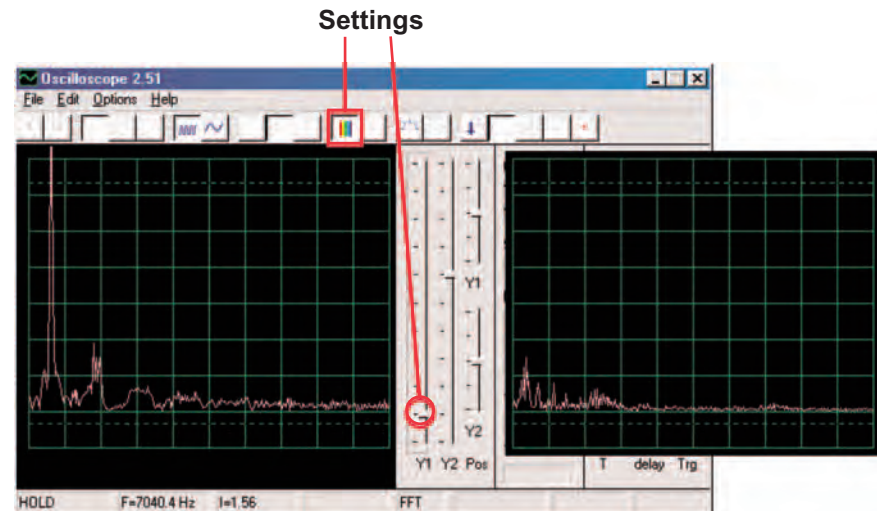 Settings
Oscilloscope 2.51
File Edit Options Help
Y1
Y2
Y1 Y2 Pos
T delay Trg
HOLD F=7040.4 Hz I=1.56 FFT